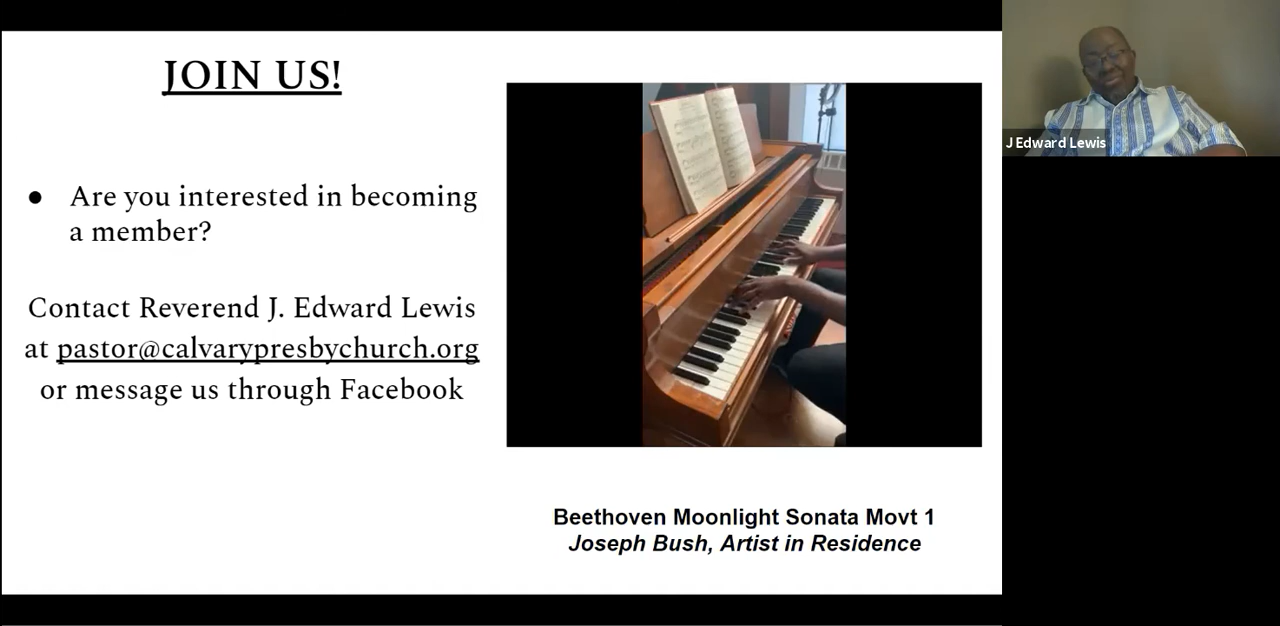 JOIN US!
● Are you interested in becoming
a member?
Contact Reverend J. Edward Lewis
at pastor@calvarypresbychurch.org
or message us through Facebook
Beethoven Moonlight Sonata Movt 1
Joseph Bush, Artist in Residence
J Edward Lewis